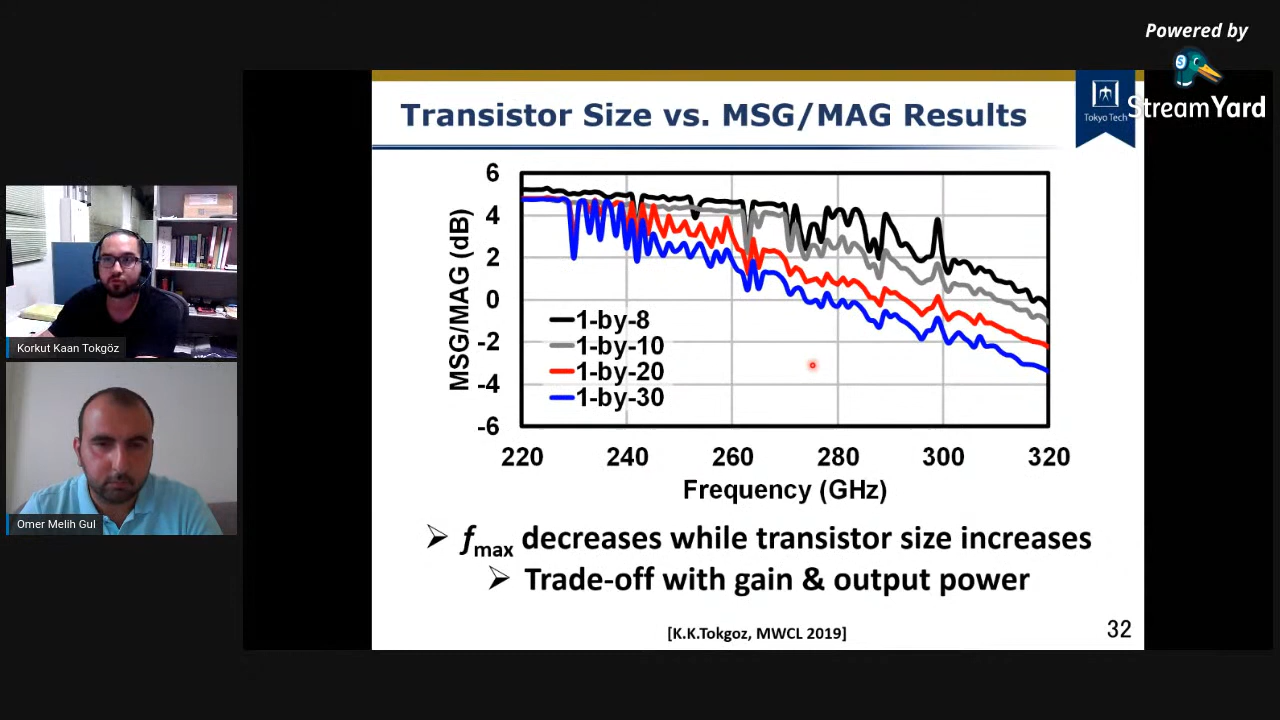 Powered by
StreamYard
Transistor Size vs. MSG/MAG Results
Tokyo Tech
MSG/MAG (dB)
6
4
2
0
-2
-4
-6
1-by-8
1-by-10
1-by-20
1-by-30
220 240 260 280 300 320
Frequency (GHz)
➢ fmax decreases while transistor size increases
➢ Trade-off with gain & output power
[K.K.Tokgoz, MWCL 2019]
32
Korkut Kaan Tokgöz
Omer Melih Gul